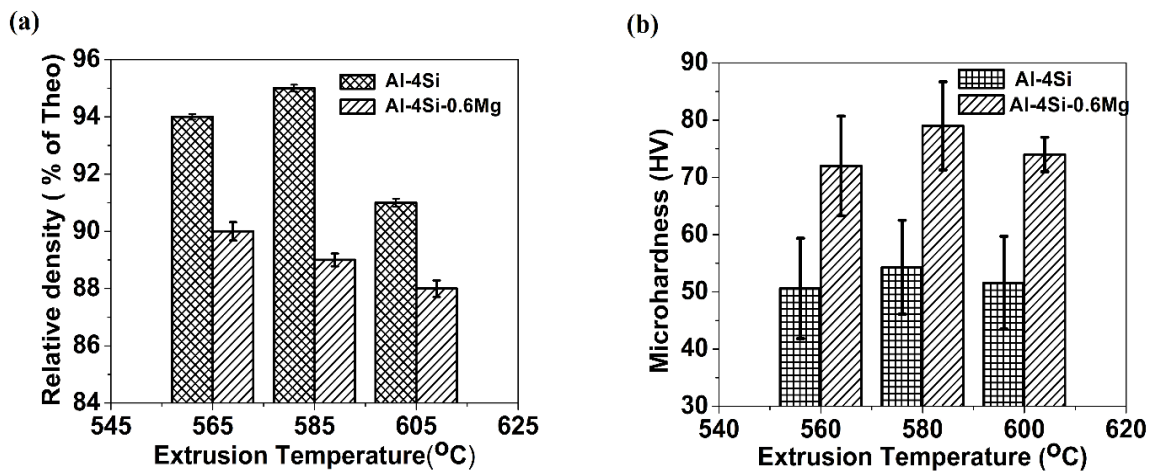 (a)
Relative density ( % of Theo)
96
94
92
90
88
86
84
Al-4Si
Al-4Si-0.6Mg
545 565 585 605 625
Extrusion Temperature(OC)
(b)
Microhardness (HV)
90
80
70
60
50
40
30
Al-4Si
Al-4Si-0.6Mg
540 560 580 600 620
Extrusion Temperature (OC)